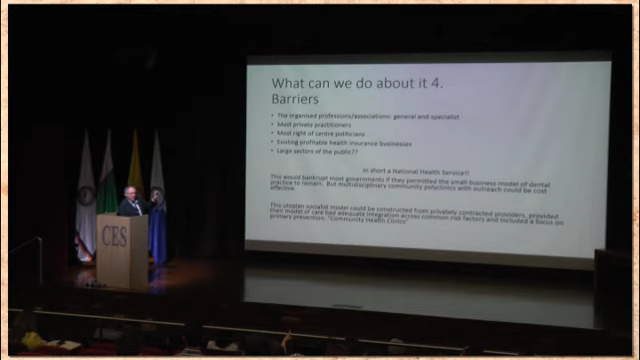 What can we do about it 4.
Barriers
• The organised professions/associations: general and specialist
• Most private practitioners
• Most right of centre politicians
• Existing profitable health insurance businesses
• Large sectors of the public??
In short a National Health Service!!
This would bankrupt most governments if they permitted the small business model of dental
practice to remain. But multidisciplinary community polyclinics with outreach could be cost
effective.
This utopian socialist model could be constructed from privately contracted providers, provided
their model of care had adequate integration across common risk factors and included a focus on
primary prevention: "Community Health Clinics"
CES